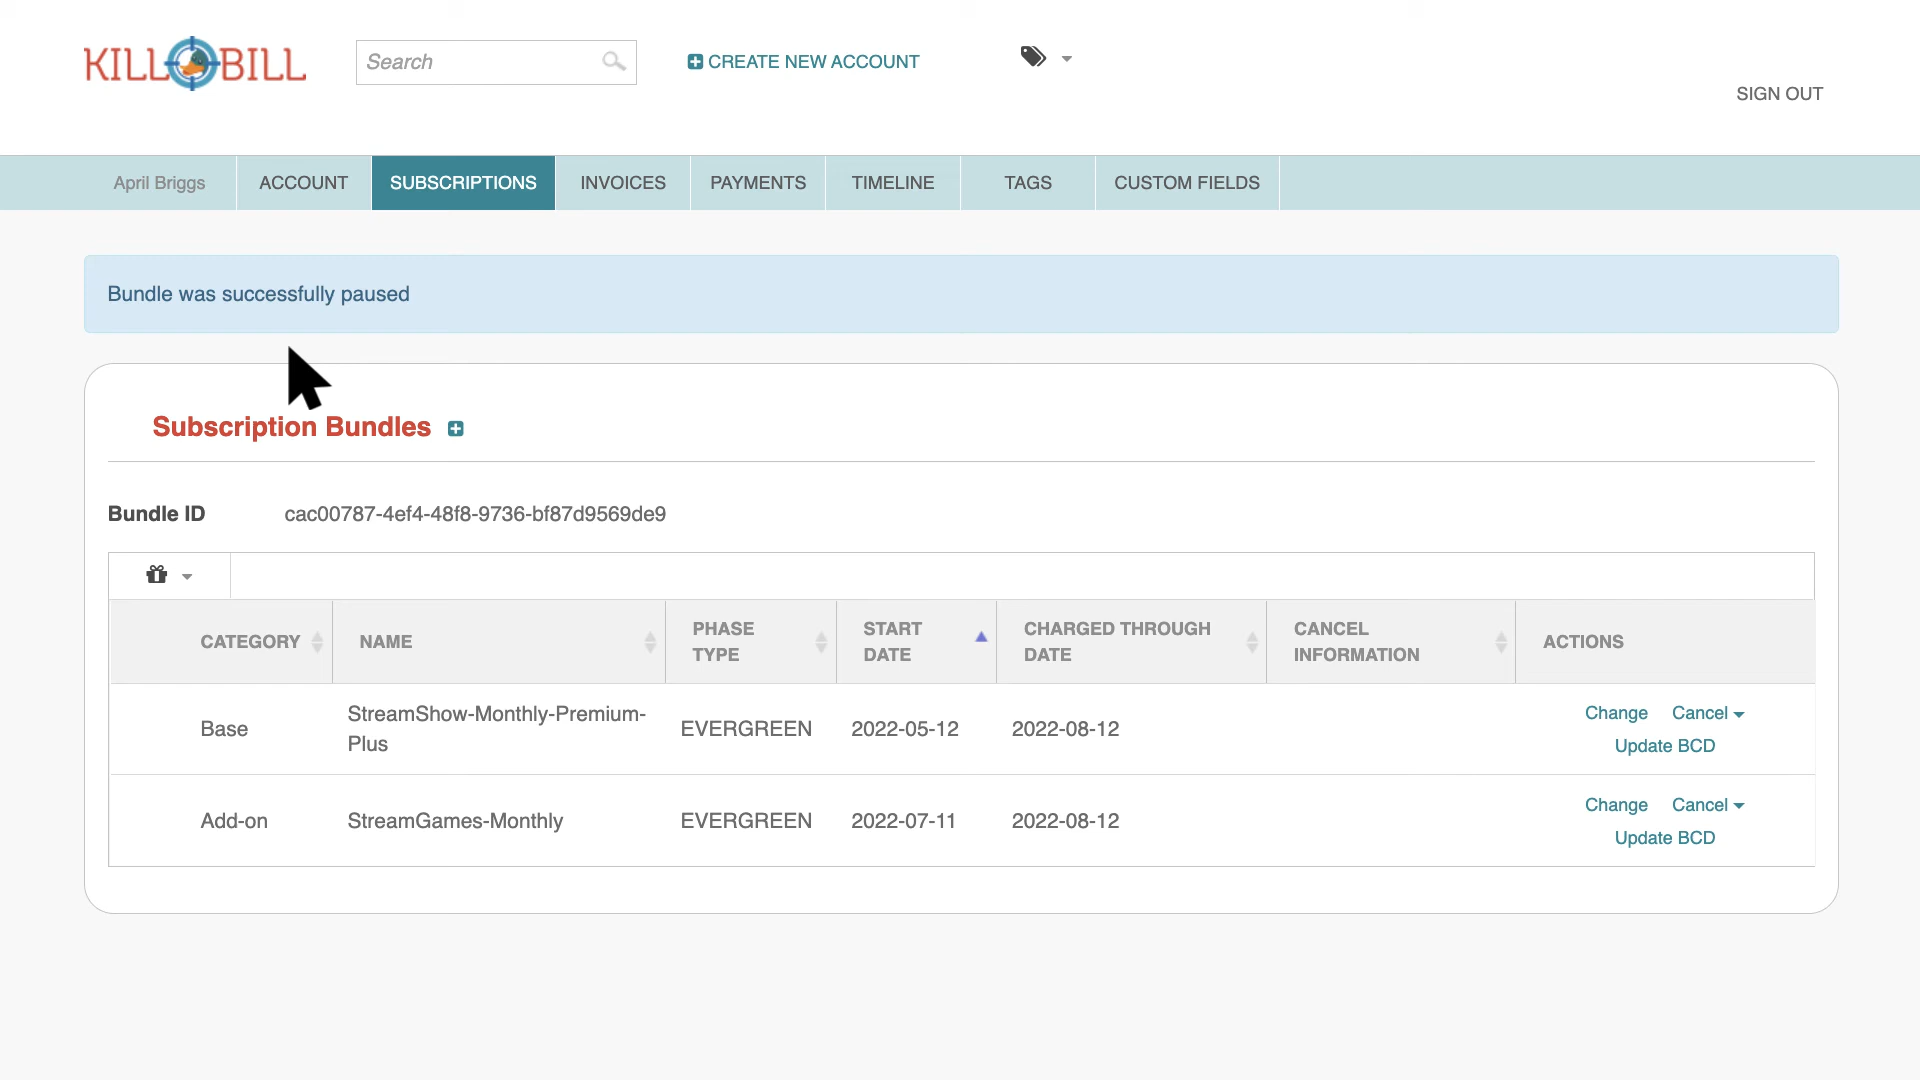 KILL BILL
Search
CREATE NEW ACCOUNT
SIGN OUT
April Briggs
ACCOUNT
SUBSCRIPTIONS
INVOICES
PAYMENTS
TIMELINE
TAGS
CUSTOM FIELDS
Bundle was successfully paused
Subscription Bundles
Bundle ID cac00787-4ef4-48f8-9736-bf87d9569de9
CATEGORY
NAME
PHASE
TYPE
START
DATE
CHARGED THROUGH
DATE
CANCEL
INFORMATION
ACTIONS
Base
StreamShow-Monthly-Premium-
Plus
EVERGREEN
2022-05-12
2022-08-12
Change Cancel
Update BCD
Add-on
StreamGames-Monthly
EVERGREEN
2022-07-11
2022-08-12
Change Cancel
Update BCD